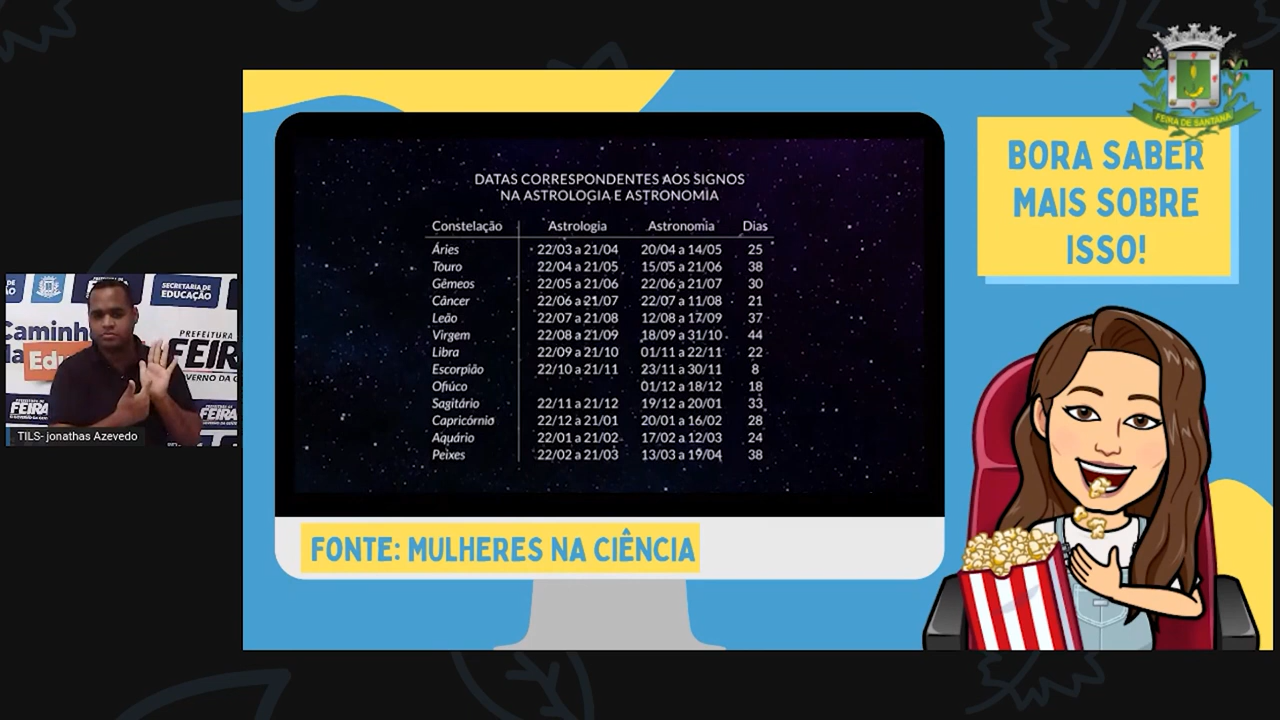 FEIRA DE SANTANA
BORA SABER
MAIS SOBRE
ISSO!
DATAS CORRESPONDENTES AOS SIGNOS
NA ASTROLOGIA E ASTRONOMIA
Constelação Astrologia Astronomia Dias
Áries 22/03 a 21/04 20/04 a 14/05 25
Touro 22/04 a 21/05 15/05 a 21/06 38
Gêmeos 22/05 a 21/06 22/06 a 21/07 30
Câncer 22/06 a 21/07 22/07 a 11/08 21
Leão 22/07 a 21/08 12/08 a 17/09 37
Virgem 22/08 a 21/09 18/09 a 31/10 44
Libra 22/09 a 21/10 01/11 a 22/11 22
Escorpião 22/10 a 21/11 23/11 a 30/11 8
Ofiúco 01/12 a 18/12 18
Sagitário 22/11 a 21/12 19/12 a 20/01 33
Capricórnio 22/12 a 21/01 20/01 a 16/02 28
Aquário 22/01 a 21/02 17/02 a 12/03 24
Peixes 22/02 a 21/03 13/03 a 19/04 38
FONTE: MULHERES NA CIÊNCIA
SECRETARIA DE
EDUCAÇÃO
Caminh
da
Edu
PREFEITURA
FEIR
VERNO DA C
FEIRA
FEIRA
TILS- jonathas Azevedo